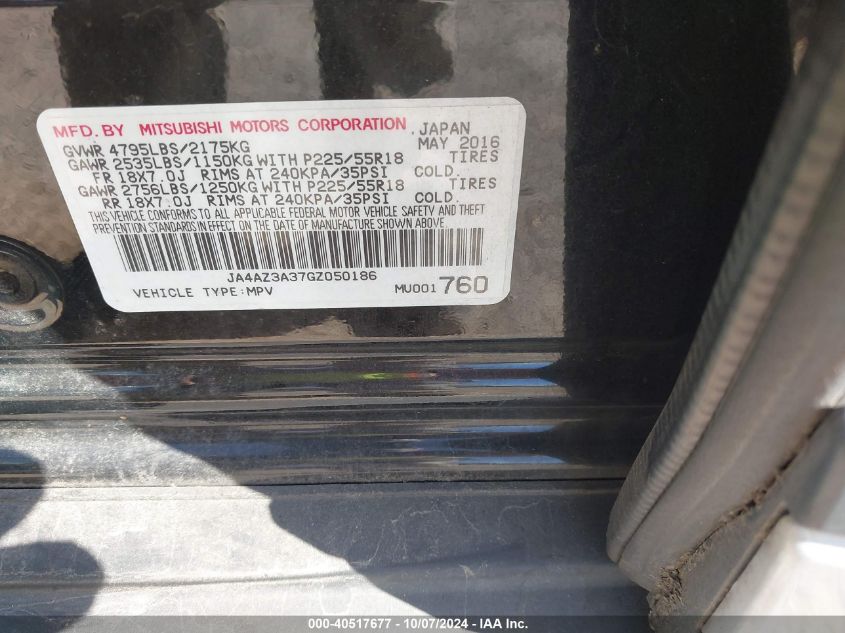 MFD. BY MITSUBISHI MOTORS CORPORATION JAPAN
GVWR 4795LBS/2175KG MAY 2016
GAWR 2535LBS/1150KG WITH P225/55R18 TIRES
FR 18X7.0J RIMS AT 240KPA/35PSI COLD.
GAWR 2756LBS/1250KG WITH P225/55R18 TIRES
RR 18X7.0J RIMS AT 240KPA/35PSI COLD.
THIS VEHICLE CONFORMS TO ALL APPLICABLE FEDERAL MOTOR VEHICLE SAFETY AND THEFT
PREVENTION STANDARDS IN EFFECT ON THE DATE OF MANUFACTURE SHOWN ABOVE.
JA4AZ3A37GZ050186
VEHICLE TYPE:MPV MU001760
000-40517677 - 10/07/2024 - IAA Inc.